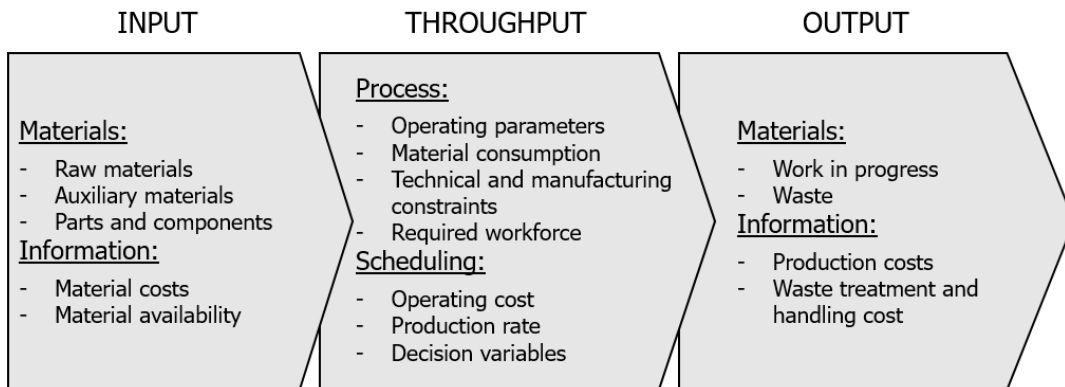 INPUT
Materials:
- Raw materials
- Auxiliary materials
- Parts and components
Information:
- Material costs
- Material availability
THROUGHPUT
Process:
- Operating parameters
- Material consumption
- Technical and manufacturing
constraints
- Required workforce
Scheduling:
- Operating cost
- Production rate
- Decision variables
OUTPUT
Materials:
- Work in progress
- Waste
Information:
- Production costs
- Waste treatment and
handling cost